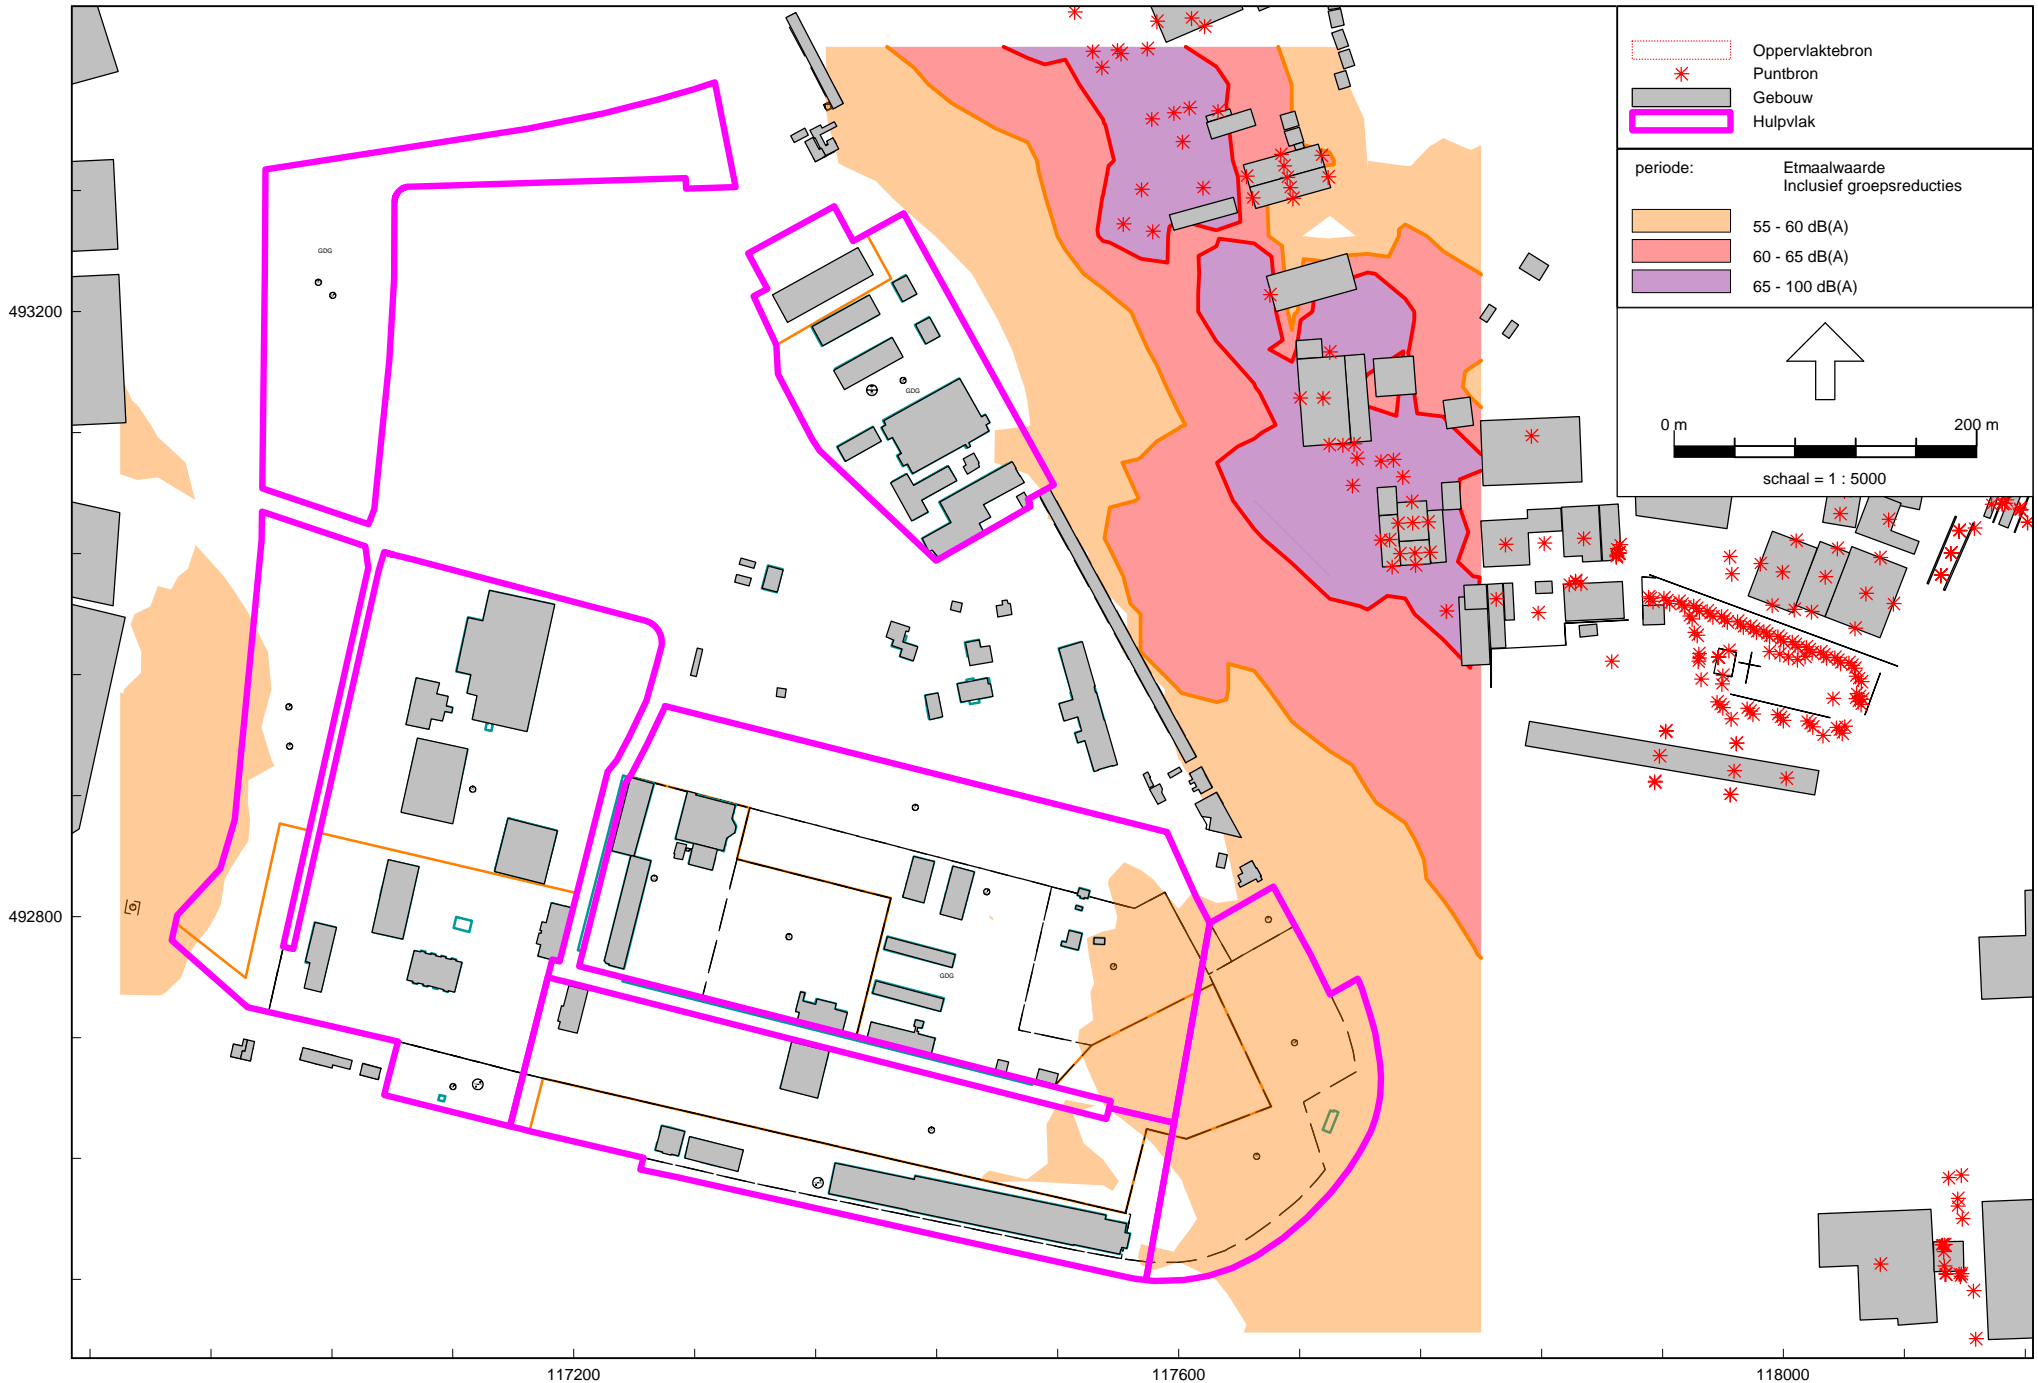 Oppervlaktebron
Puntbron
Gebouw
Hulpvlak
periode: Etmaalwaarde
Inclusief groepsreducties
55 - 60 dB(A)
60 - 65 dB(A)
65 - 100 dB(A)
0 m 200 m
schaal = 1 : 5000
GDG
493200
GDG
492800
GDG
117200 117600 118000